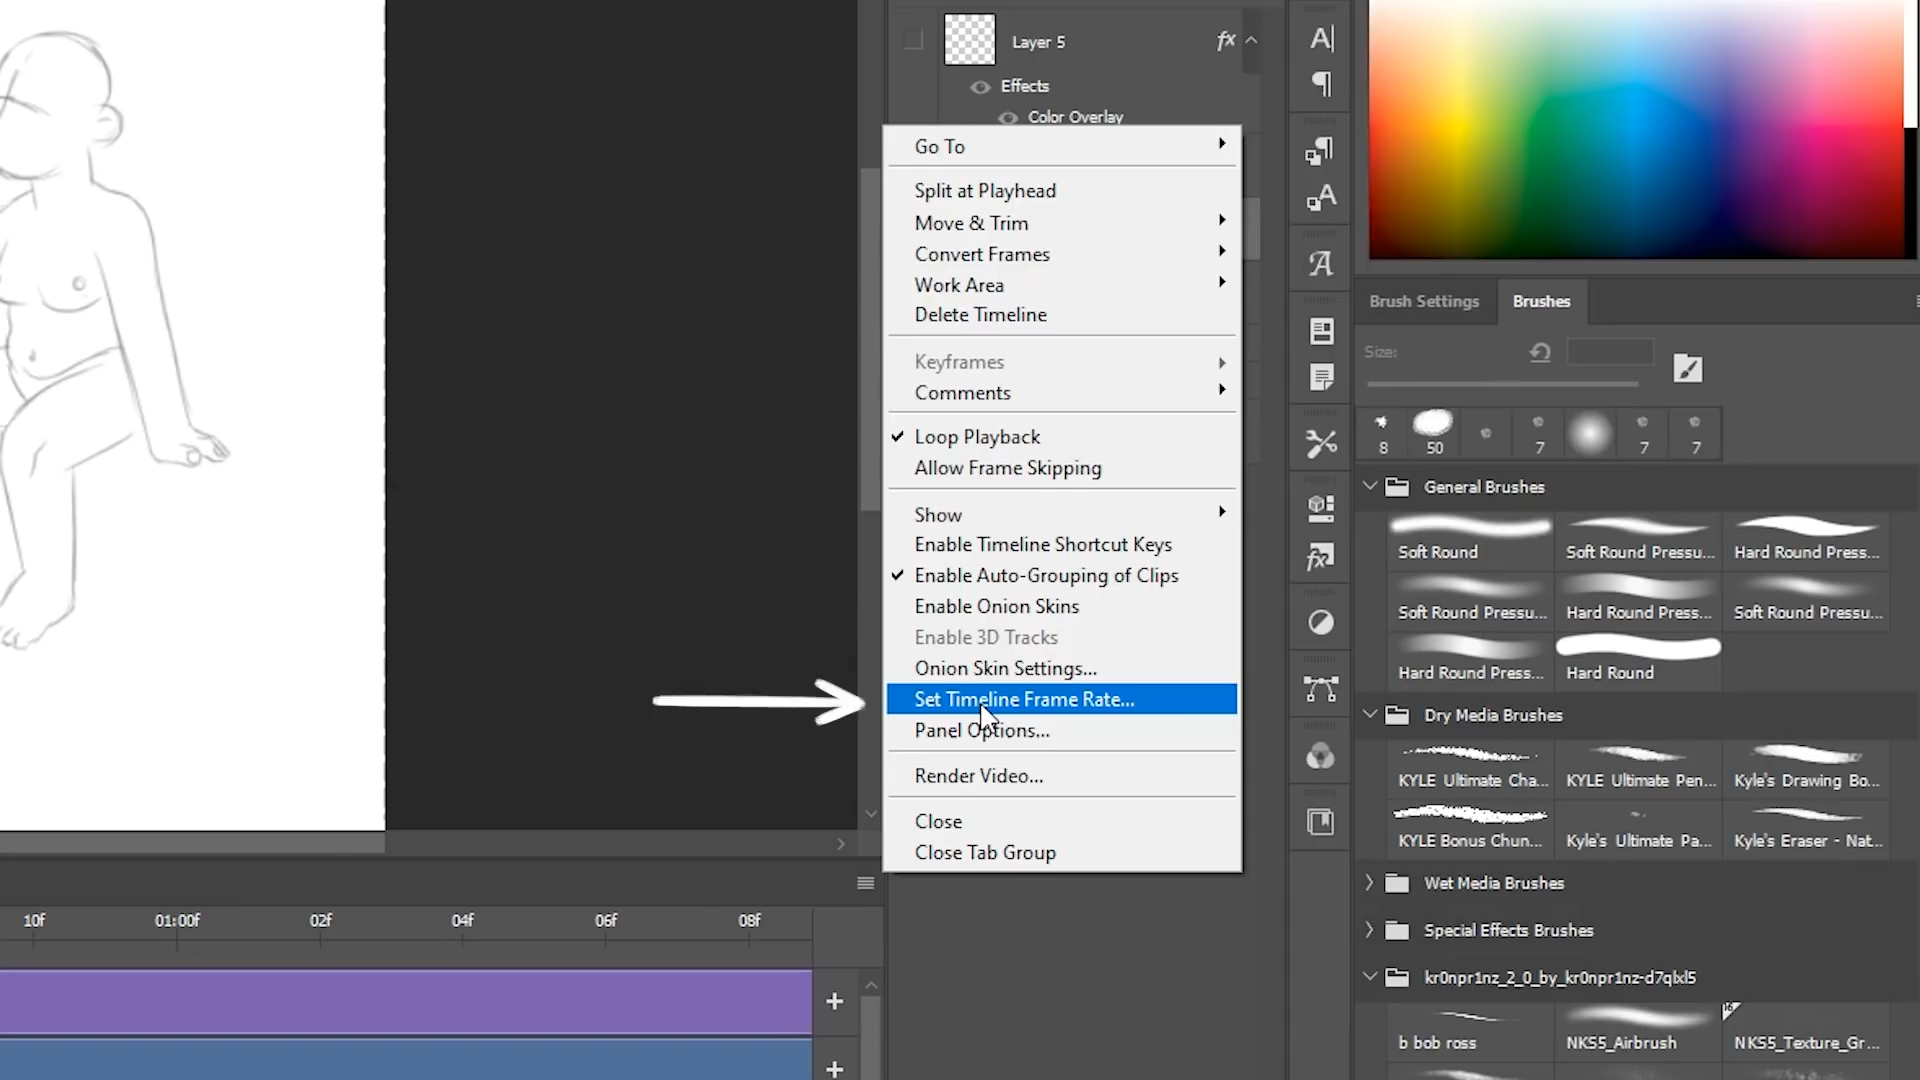 Layer 5
fx
Effects
Color Overlay
Go To
Split at Playhead
Move & Trim
Convert Frames
Work Area
Delete Timeline
Keyframes
Comments
Loop Playback
Allow Frame Skipping
Show
Enable Timeline Shortcut Keys
Enable Auto-Grouping of Clips
Enable Onion Skins
Enable 3D Tracks
Onion Skin Settings...
Set Timeline Frame Rate...
Panel Options...
Render Video...
Close
Close Tab Group
10f 01:00f 02f 04f 06f 08f
Brush Settings Brushes
Size:
8 50 7 7 7
General Brushes
Soft Round Soft Round Pressu... Hard Round Press...
Soft Round Pressu... Hard Round Press... Soft Round Pressu...
Hard Round Press... Hard Round
Dry Media Brushes
KYLE Ultimate Cha... KYLE Ultimate Pen... Kyle's Drawing Bo...
KYLE Bonus Chun... Kyle's Ultimate Pa... Kyle's Eraser - Nat...
Wet Media Brushes
Special Effects Brushes
kr0npr1nz_2_0_by_kr0npr1nz-d7qlxl5
b bob ross NK55_Airbrush NK55_Texture_Gr...